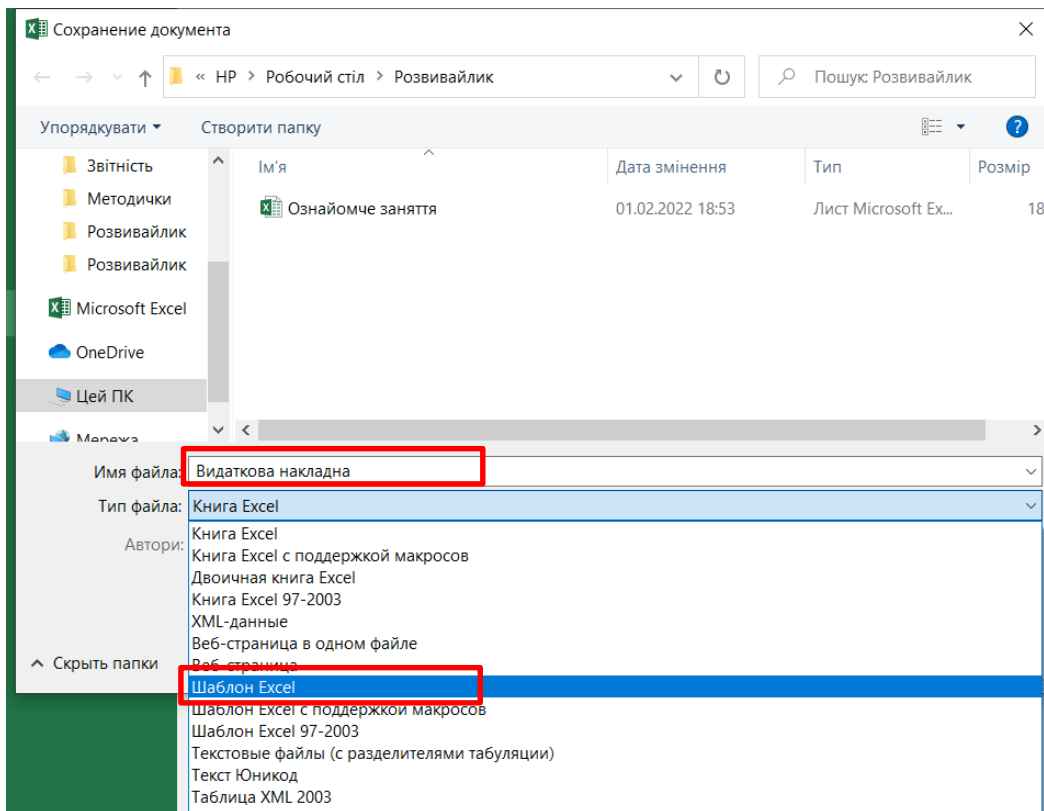 Сохранение документа
« HP > Робочий стіл > Розвивайлик
Пошук: Розвивайлик
Упорядкувати
Створити папку
Ім'я
Дата змінення
Тип
Розмір
Звітність
Методички
Розвивайлик
Розвивайлик
Microsoft Excel
OneDrive
Цей ПК
Мережа
Ознайомче заняття
01.02.2022 18:53
Лист Microsoft Ex...
18
Имя файла: Видаткова накладна
Тип файла: Книга Excel
Автори:
Книга Excel
Книга Excel с поддержкой макросов
Двоичная книга Excel
Книга Excel 97-2003
XML-данные
Веб-страница в одном файле
Веб-страница
Шаблон Excel
Шаблон Excel с поддержкой макросов
Шаблон Excel 97-2003
Текстовые файлы (с разделителями табуляции)
Текст Юникод
Таблица XML 2003
Скрыть папки